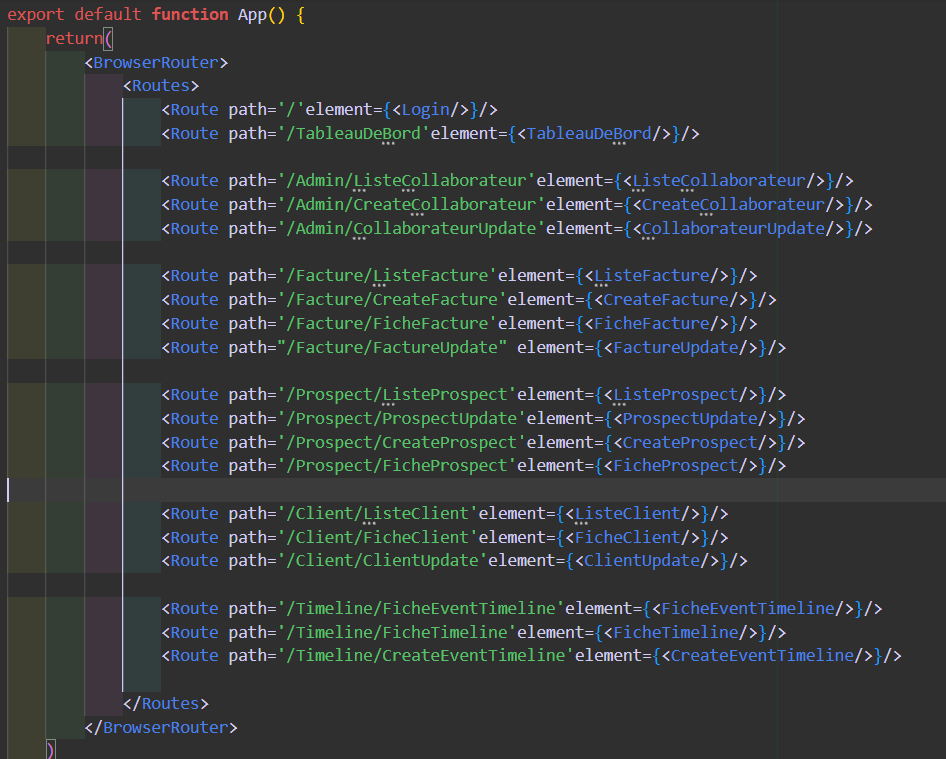 export default function App() {
return(
<BrowserRouter>
<Routes>
<Route path='/'element={<Login/>}/>
<Route path='/TableauDeBord'element={<TableauDeBord/>}/>
<Route path='/Admin/ListeCollaborateur'element={<ListeCollaborateur/>}/>
<Route path='/Admin/CreateCollaborateur'element={<CreateCollaborateur/>}/>
<Route path='/Admin/CollaborateurUpdate'element={<CollaborateurUpdate/>}/>
<Route path='/Facture/ListeFacture'element={<ListeFacture/>}/>
<Route path='/Facture/CreateFacture'element={<CreateFacture/>}/>
<Route path='/Facture/FicheFacture'element={<FicheFacture/>}/>
<Route path="/Facture/FactureUpdate" element={<FactureUpdate/>}/>
<Route path='/Prospect/ListeProspect'element={<ListeProspect/>}/>
<Route path='/Prospect/ProspectUpdate'element={<ProspectUpdate/>}/>
<Route path='/Prospect/CreateProspect'element={<CreateProspect/>}/>
<Route path='/Prospect/FicheProspect'element={<FicheProspect/>}/>
<Route path='/Client/ListeClient'element={<ListeClient/>}/>
<Route path='/Client/FicheClient'element={<FicheClient/>}/>
<Route path='/Client/ClientUpdate'element={<ClientUpdate/>}/>
<Route path='/Timeline/FicheEventTimeline'element={<FicheEventTimeline/>}/>
<Route path='/Timeline/FicheTimeline'element={<FicheTimeline/>}/>
<Route path='/Timeline/CreateEventTimeline'element={<CreateEventTimeline/>}/>
</Routes>
</BrowserRouter>
)